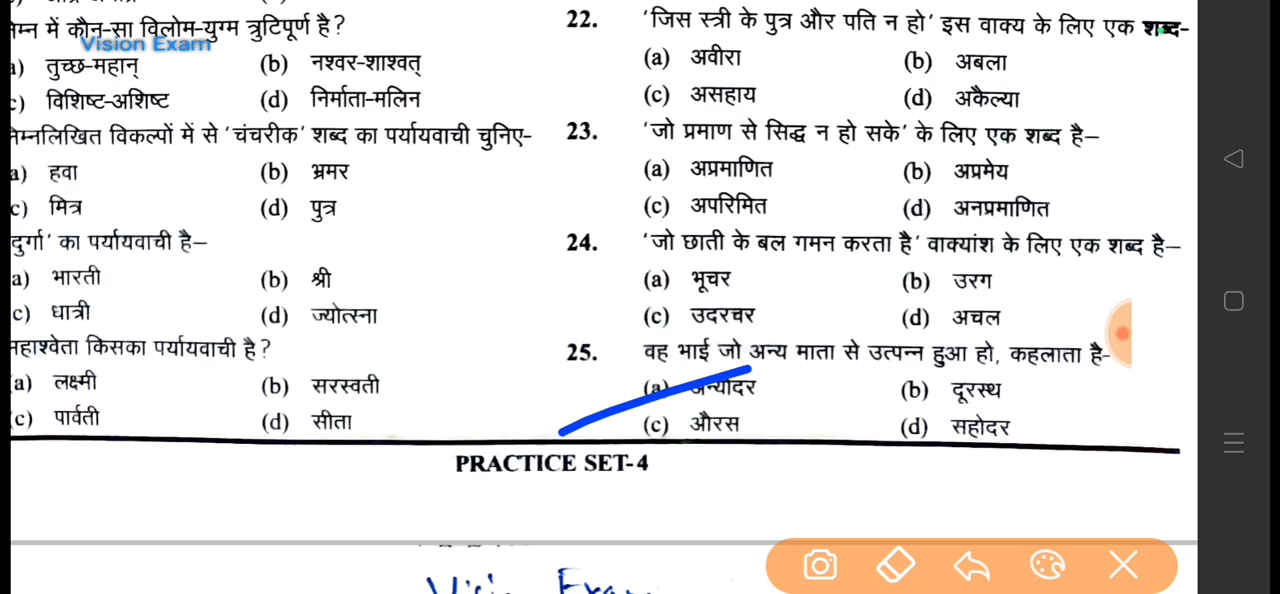 निम्न में कौन-सा विलोम-युग्म त्रुटिपूर्ण है?
Vision Exam
a) तुच्छ-महान् (b) नश्वर-शाश्वत्
c) विशिष्ट-अशिष्ट (d) निर्माता-मलिन
निम्नलिखित विकल्पों में से 'चंचरीक' शब्द का पर्यायवाची चुनिए-
a) हवा (b) भ्रमर
c) मित्र (d) पुत्र
दुर्गा' का पर्यायवाची है–
a) भारती (b) श्री
c) धात्री (d) ज्योत्स्ना
महाश्वेता किसका पर्यायवाची है?
(a) लक्ष्मी (b) सरस्वती
(c) पार्वती (d) सीता
22. 'जिस स्त्री के पुत्र और पति न हो' इस वाक्य के लिए एक शब्द-
(a) अवीरा (b) अबला
(c) असहाय (d) अकैल्या
23. 'जो प्रमाण से सिद्ध न हो सके' के लिए एक शब्द है–
(a) अप्रमाणित (b) अप्रमेय
(c) अपरिमित (d) अनप्रमाणित
24. 'जो छाती के बल गमन करता है' वाक्यांश के लिए एक शब्द है–
(a) भूचर (b) उरग
(c) उदरचर (d) अचल
25. वह भाई जो अन्य माता से उत्पन्न हुआ हो, कहलाता है-
(a) अन्योदर (b) दूरस्थ
(c) औरस (d) सहोदर
PRACTICE SET-4